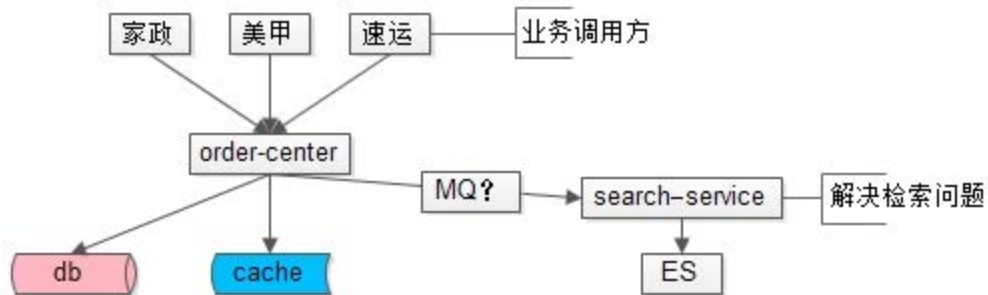 家政
美甲
速运
业务调用方
order-center
MQ？
search-service
解决检索问题
db
cache
ES